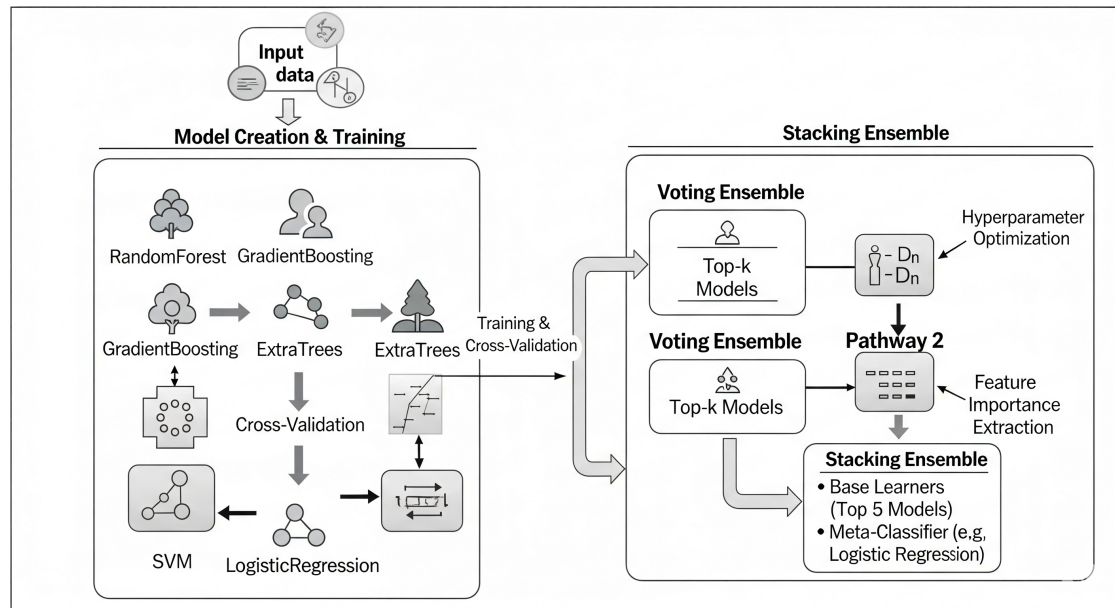 Input
data
Model Creation & Training
RandomForest
GradientBoosting
GradientBoosting
ExtraTrees
ExtraTrees
Cross-Validation
SVM
LogisticRegression
Training &
Cross-Validation
Stacking Ensemble
Voting Ensemble
Top-k
Models
- Dn
- Dn
Hyperparameter
Optimization
Voting Ensemble
Top-k Models
Pathway 2
Feature
Importance
Extraction
Stacking Ensemble
• Base Learners
(Top 5 Models)
• Meta-Classifier (e,g,
Logistic Regression)